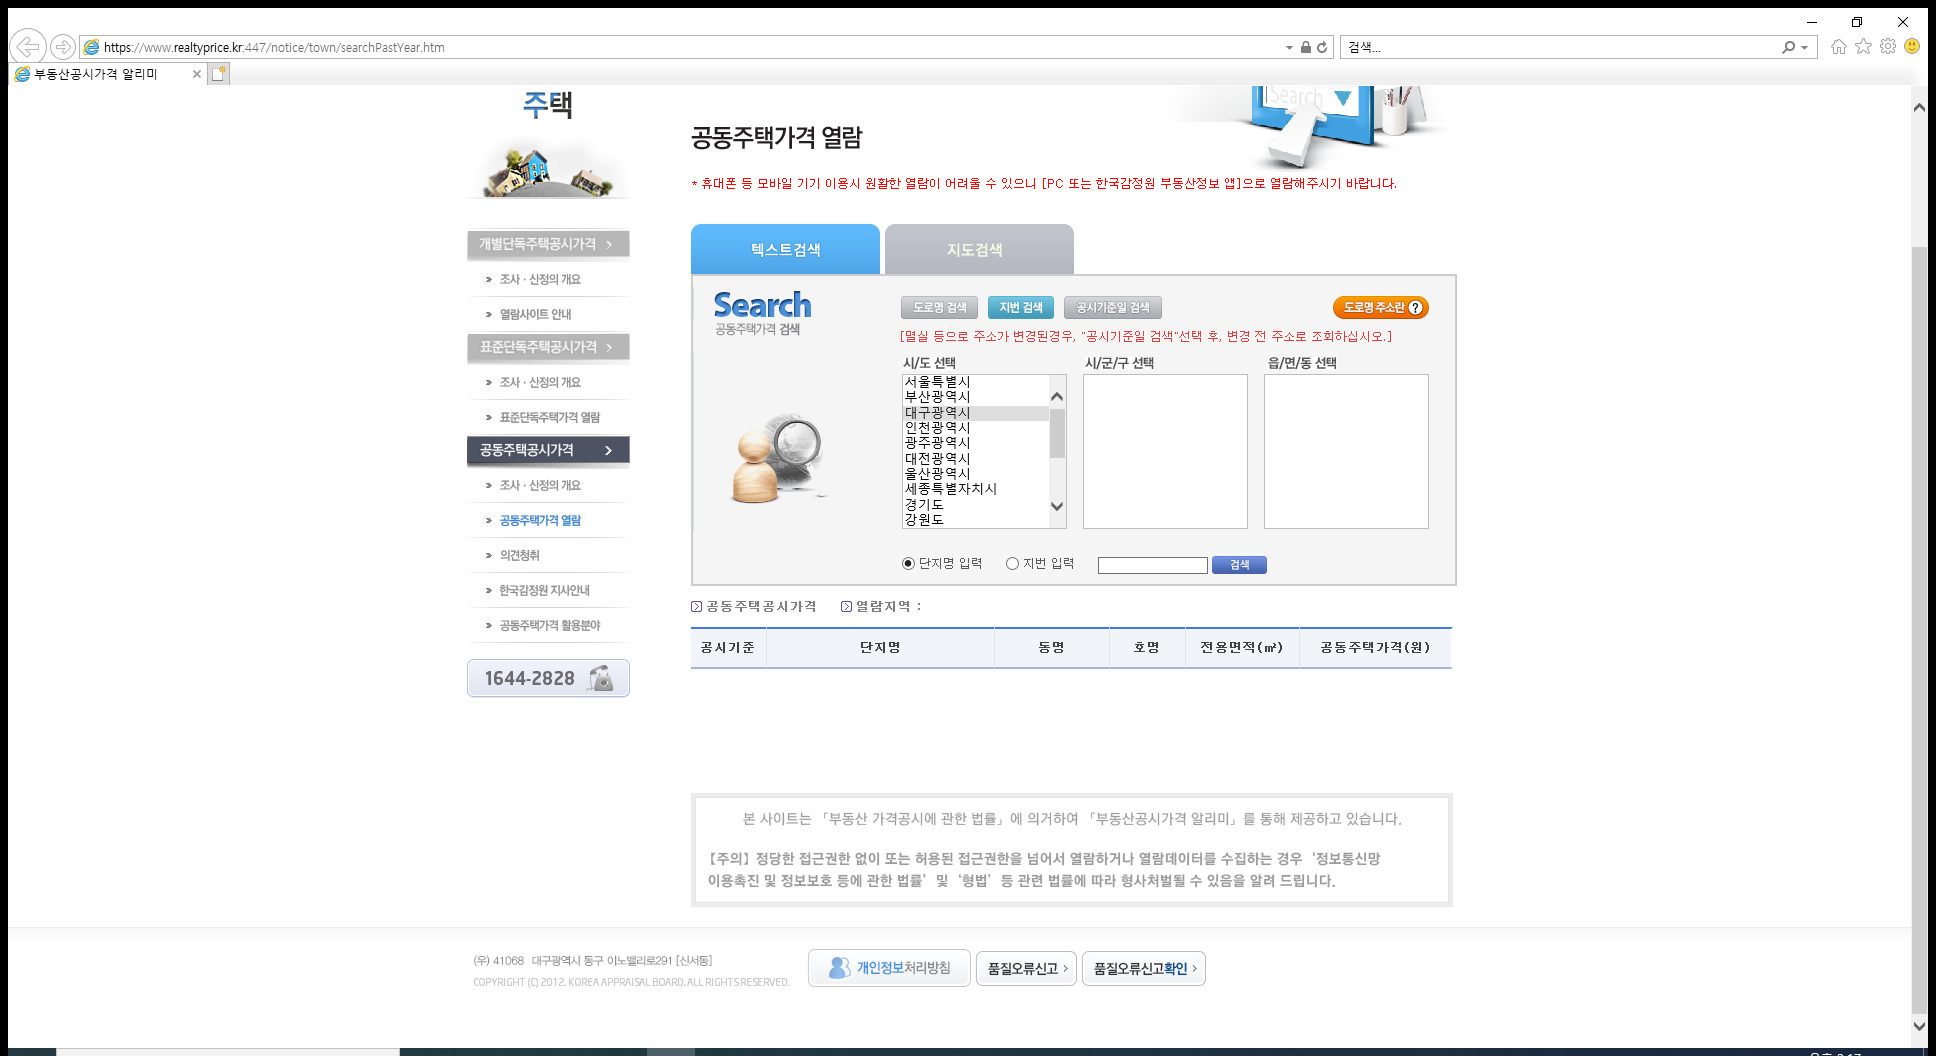 https://www.realtyprice.kr:447/notice/town/searchPastYear.htm
검색...
부동산공시가격 알리미
주택
Search
공동주택가격 열람
* 휴대폰 등 모바일 기기 이용시 원활한 열람이 어려울 수 있으니 [PC 또는 한국감정원 부동산정보 앱]으로 열람해주시기 바랍니다.
개별단독주택공시가격
조사 · 산정의 개요
열람사이트 안내
표준단독주택공시가격
조사 · 산정의 개요
표준단독주택가격 열람
공동주택공시가격
조사 · 산정의 개요
공동주택가격 열람
의견청취
한국감정원 지사안내
공동주택가격 활용분야
1644-2828
텍스트검색 지도검색
Search
공동주택가격 검색
도로명 검색 지번 검색 공시기준일 검색 도로명 주소란 ?
[멸실 등으로 주소가 변경된경우, "공시기준일 검색"선택 후, 변경 전 주소로 조회하십시오.]
시/도 선택 시/군/구 선택 읍/면/동 선택
서울특별시
부산광역시
대구광역시
인천광역시
광주광역시
대전광역시
울산광역시
세종특별자치시
경기도
강원도
단지명 입력 지번 입력 검색
공동주택공시가격 열람지역 :
공시기준 단지명 동명 호명 전용면적(㎡) 공동주택가격(원)
본 사이트는 「부동산 가격공시에 관한 법률」에 의거하여 「부동산공시가격 알리미」를 통해 제공하고 있습니다.
【주의】 정당한 접근권한 없이 또는 허용된 접근권한을 넘어서 열람하거나 열람데이터를 수집하는 경우 ‘정보통신망
이용촉진 및 정보보호 등에 관한 법률’ 및 ‘형법’ 등 관련 법률에 따라 형사처벌될 수 있음을 알려 드립니다.
(우) 41068 대구광역시 동구 이노밸리로291 [신서동]
COPYRIGHT (C) 2012. KOREA APPRAISAL BOARD. ALL RIGHTS RESERVED.
개인정보처리방침 품질오류신고 품질오류신고확인